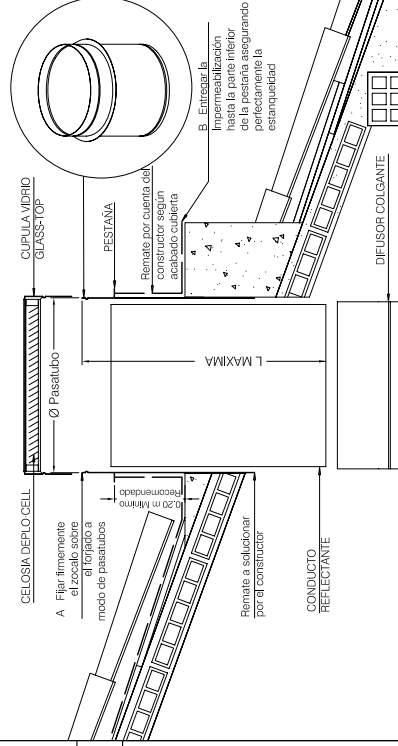 CELOSIA DEPLO-CELL
A Fijar firmemente
el zocalo sobre
el forjado a
modo de pasatubos
0,20 m Minimo
Recomendado
Remate a solucionar
por el constructor
CONDUCTO
REFLECTANTE
Ø Pasatubo
L MAXIMA
CUPULA VIDRIO
GLASS-TOP
PESTAÑA
Remate por cuenta del
constructor según
acabado cubierta
B Entregar la
Impermeabilización
hasta la parte inferior
de la pestaña asegurando
perfectamente la
estanqueidad
DIFUSOR COLGANTE